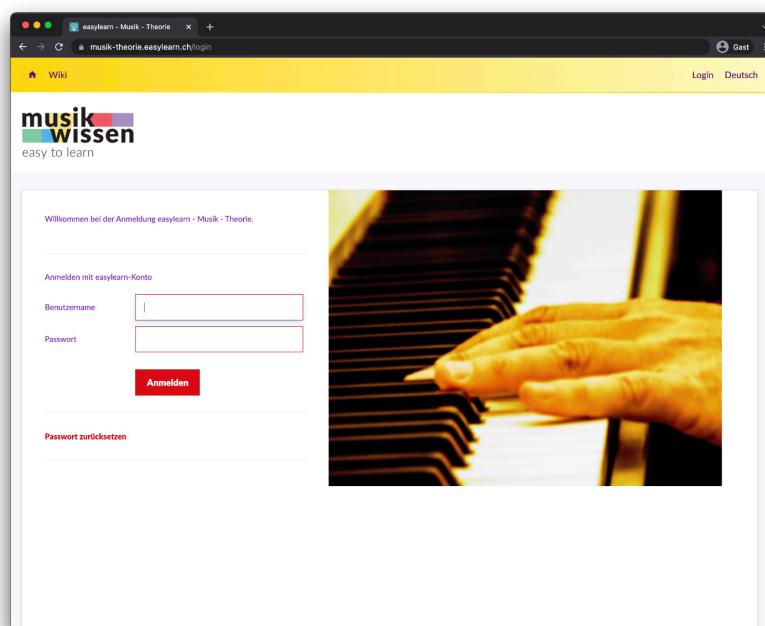 easylearn - Musik - Theorie
musik-theorie.easylearn.ch/login
Gast
Wiki
Login
Deutsch
musik
wissen
easy to learn
Willkommen bei der Anmeldung easylearn - Musik - Theorie.
Anmelden mit easylearn-Konto
Benutzername
Passwort
Anmelden
Passwort zurücksetzen